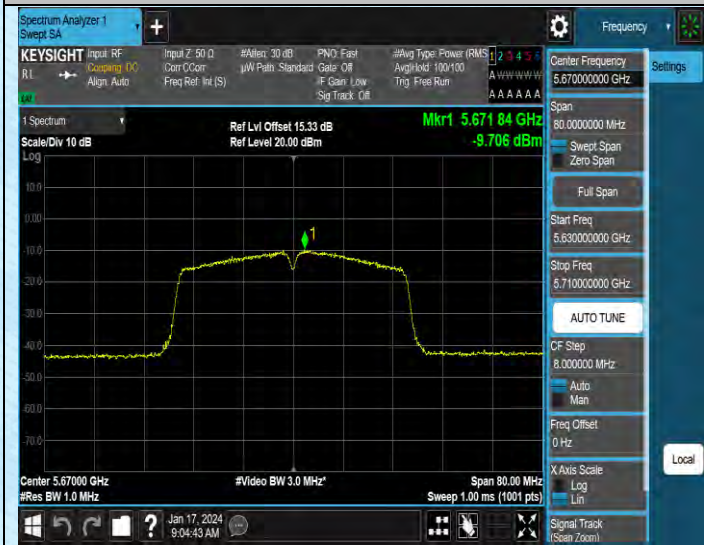 Spectrum Analyzer 1
Swept SA
+
Frequency
KEYSIGHT
Input: RF
Coupling: DC
Align: Auto
Input Z: 50 Ω
Corr CCorr
Freq Ref: Int (S)
#Atten: 30 dB
µW Path: Standard
PNO: Fast
Gate: Off
IF Gain: Low
Sig Track: Off
#Avg Type: Power (RMS
Avg|Hold: 100/100
Trig: Free Run
1 2 3 4 5 6
A W W W W W
A A A A A A
1 Spectrum
Scale/Div 10 dB
Log
Ref Lvl Offset 15.33 dB
Ref Level 20.00 dBm
Mkr1 5.671 84 GHz
-9.706 dBm
1
10.0
0.00
-10.0
-20.0
-30.0
-40.0
-50.0
-60.0
-70.0
Center 5.67000 GHz
#Res BW 1.0 MHz
#Video BW 3.0 MHz*
Span 80.00 MHz
Sweep 1.00 ms (1001 pts)
Center Frequency
5.670000000 GHz
Settings
Span
80.0000000 MHz
Swept Span
Zero Span
Full Span
Start Freq
5.630000000 GHz
Stop Freq
5.710000000 GHz
AUTO TUNE
CF Step
8.000000 MHz
Auto
Man
Freq Offset
0 Hz
X Axis Scale
Log
Lin
Local
Signal Track
(Span Zoom)
?
Jan 17, 2024
9:04:43 AM